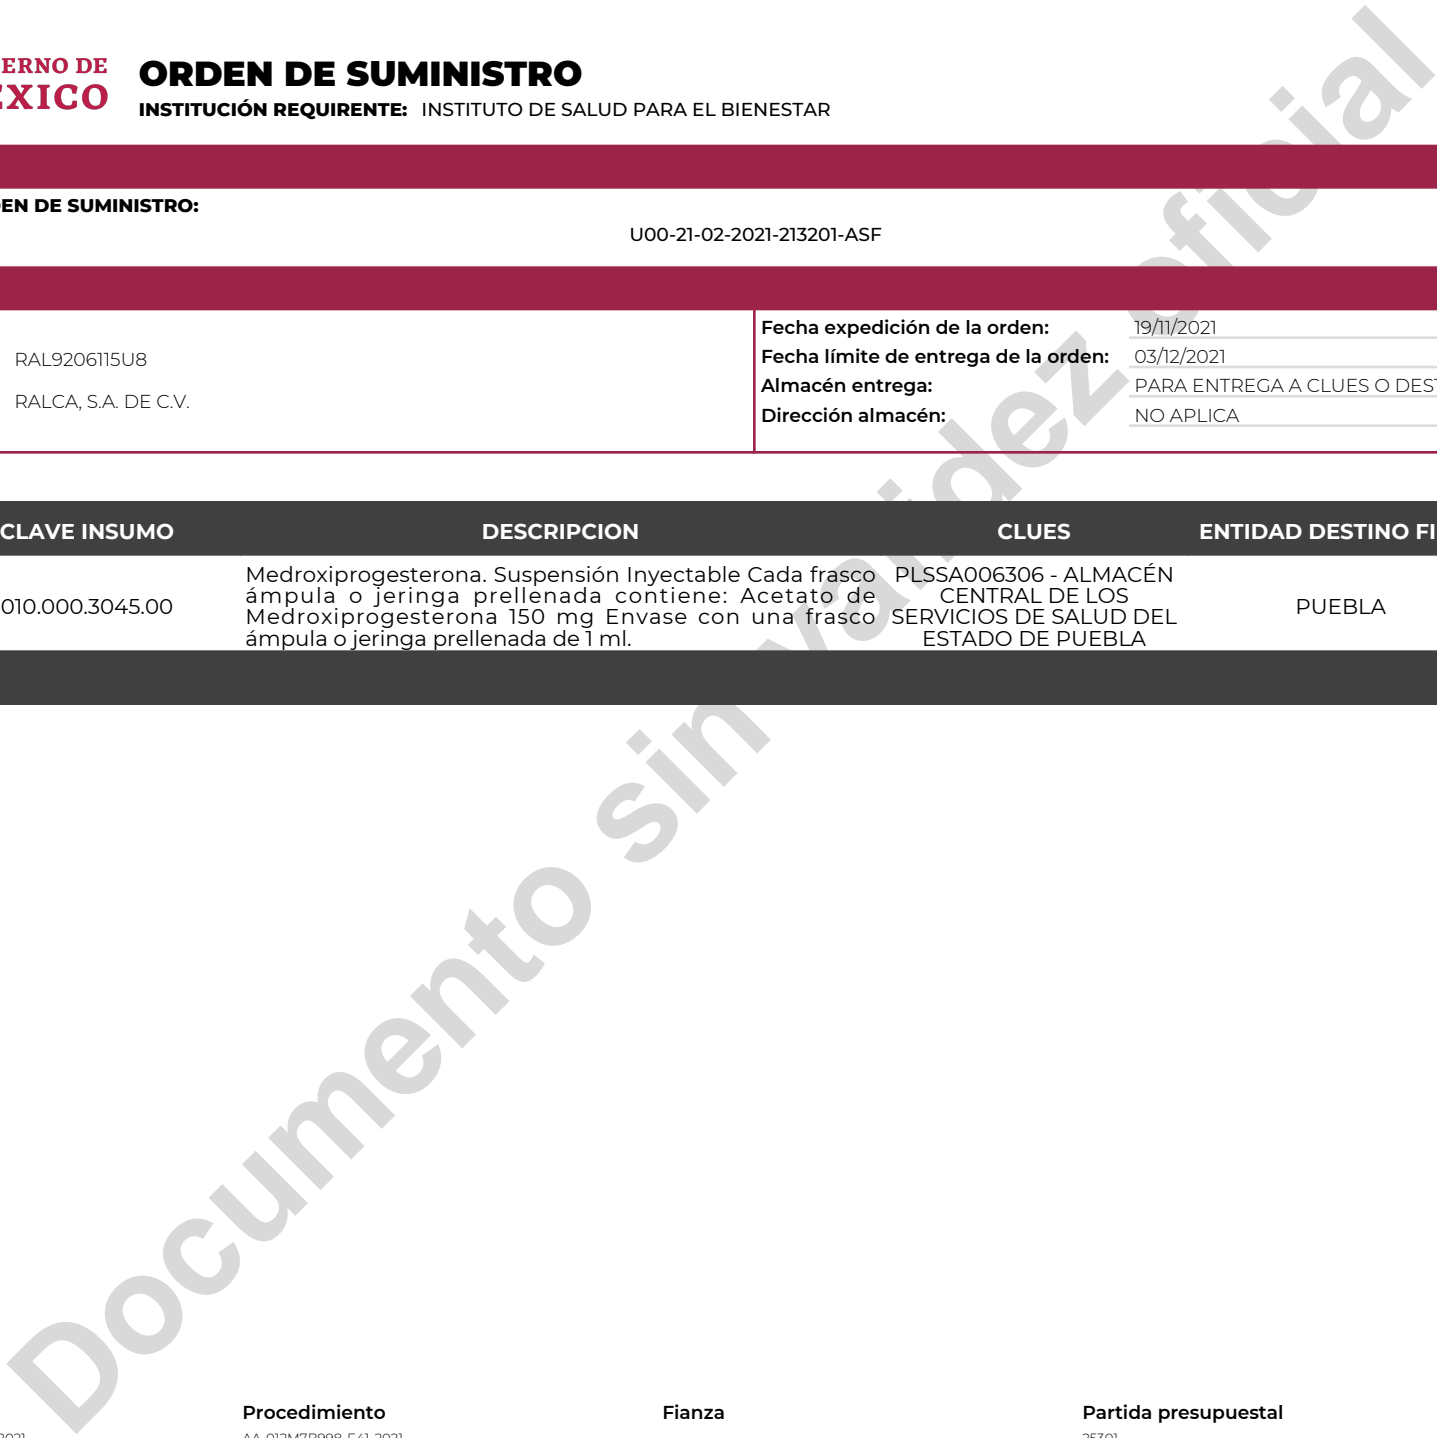 ERNO DE
EXICO
ORDEN DE SUMINISTRO
INSTITUCIÓN REQUIRENTE: INSTITUTO DE SALUD PARA EL BIENESTAR
EN DE SUMINISTRO:
U00-21-02-2021-213201-ASF
RAL9206115U8
RALCA, S.A. DE C.V.
Fecha expedición de la orden: 19/11/2021
Fecha límite de entrega de la orden: 03/12/2021
Almacén entrega: PARA ENTREGA A CLUES O DEST
Dirección almacén: NO APLICA
CLAVE INSUMO DESCRIPCION CLUES ENTIDAD DESTINO FI
010.000.3045.00
Medroxiprogesterona. Suspensión Inyectable Cada frasco
ámpula o jeringa prellenada contiene: Acetato de
Medroxiprogesterona 150 mg Envase con una frasco
ámpula o jeringa prellenada de 1 ml.
PLSSA006306 - ALMACÉN
CENTRAL DE LOS
SERVICIOS DE SALUD DEL
ESTADO DE PUEBLA
PUEBLA
Documento sin validez oficial
Procedimiento Fianza Partida presupuestal